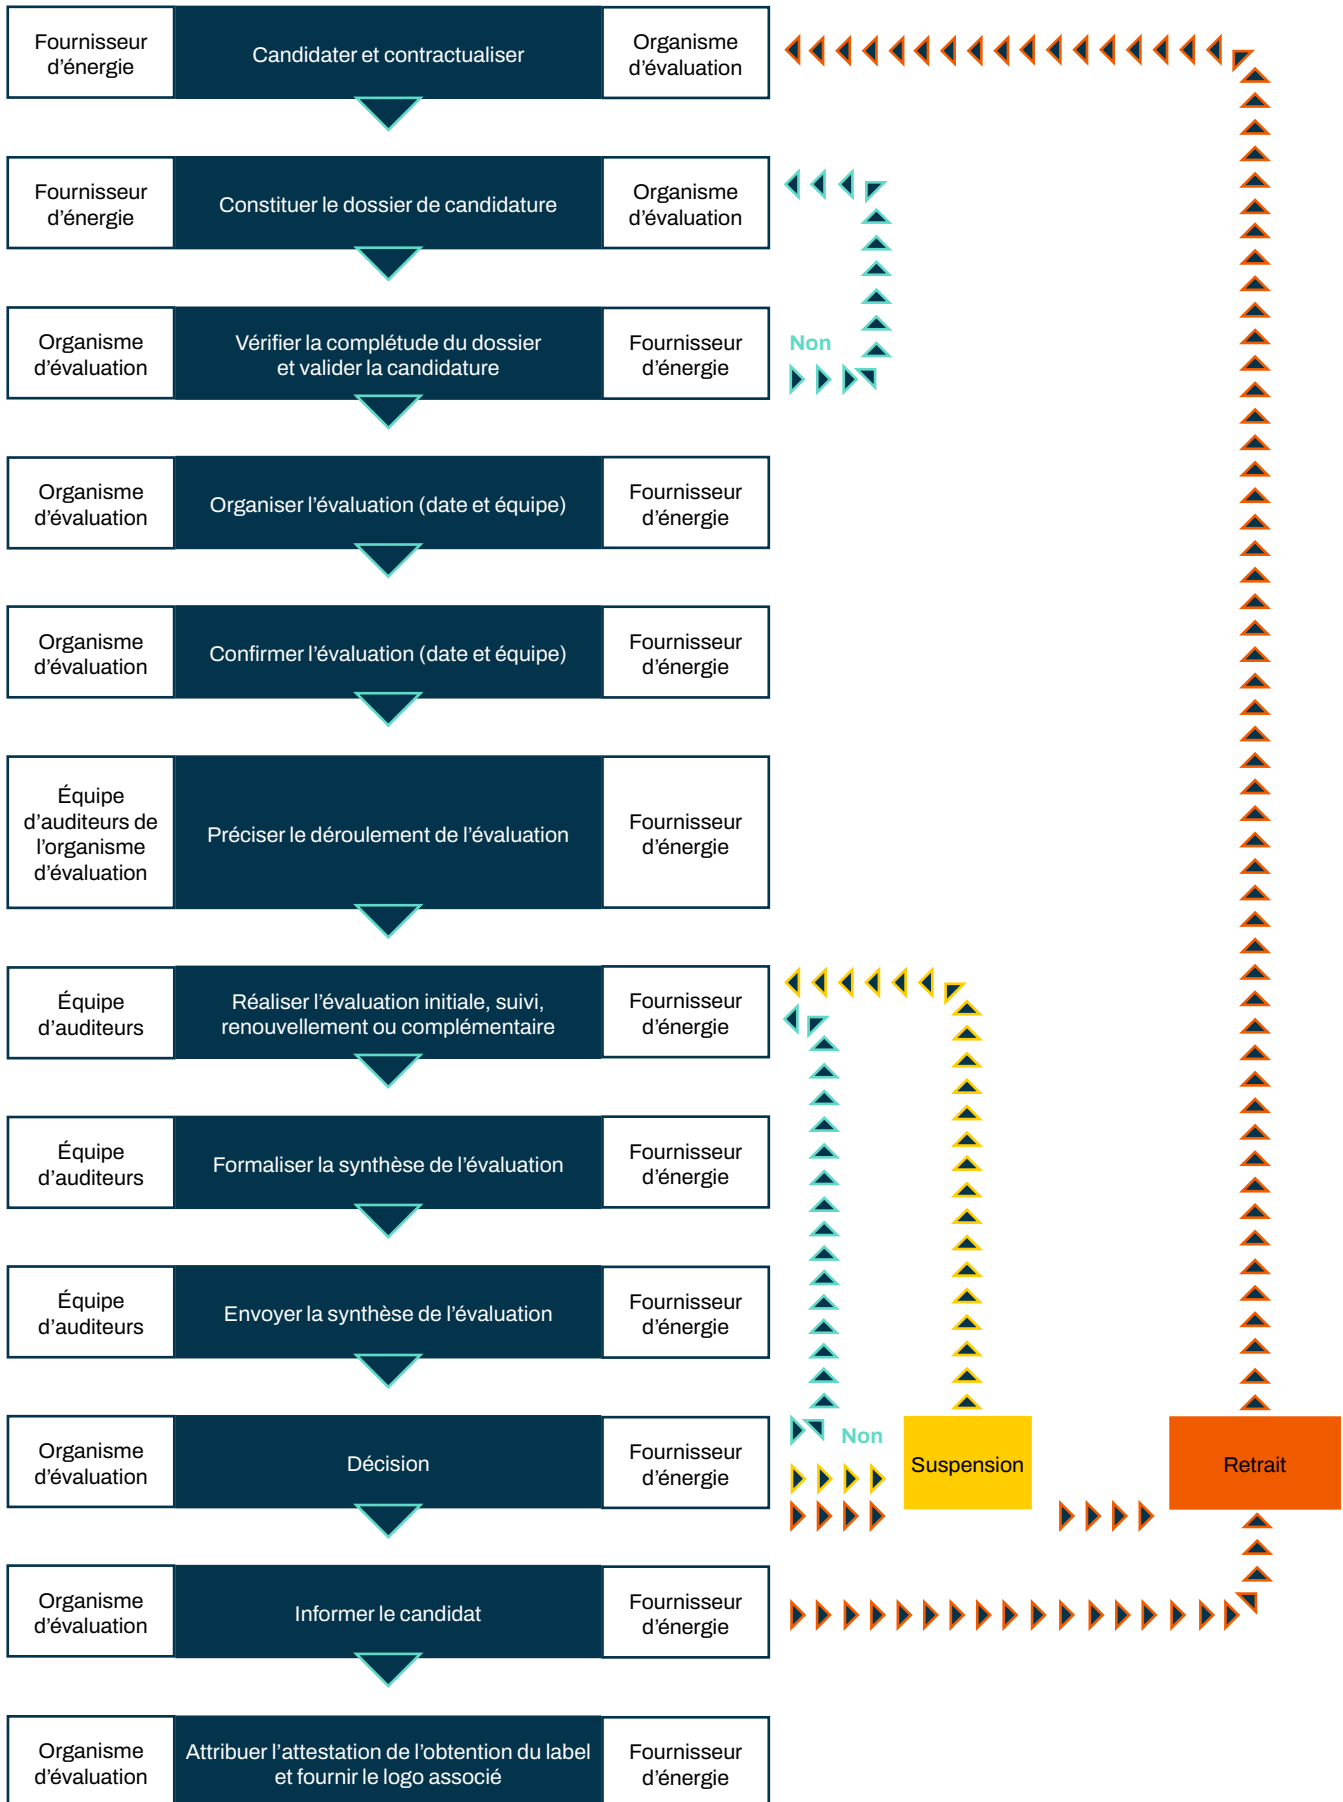 Fournisseur
d'énergie
Candidater et contractualiser
Organisme
d'évaluation
Fournisseur
d'énergie
Constituer le dossier de candidature
Organisme
d'évaluation
Organisme
d'évaluation
Vérifier la complétude du dossier
et valider la candidature
Fournisseur
d'énergie
Non
Organisme
d'évaluation
Organiser l'évaluation (date et équipe)
Fournisseur
d'énergie
Organisme
d'évaluation
Confirmer l'évaluation (date et équipe)
Fournisseur
d'énergie
Équipe
d'auditeurs de
l'organisme
d'évaluation
Préciser le déroulement de l'évaluation
Fournisseur
d'énergie
Équipe
d'auditeurs
Réaliser l'évaluation initiale, suivi,
renouvellement ou complémentaire
Fournisseur
d'énergie
Équipe
d'auditeurs
Formaliser la synthèse de l'évaluation
Fournisseur
d'énergie
Équipe
d'auditeurs
Envoyer la synthèse de l'évaluation
Fournisseur
d'énergie
Organisme
d'évaluation
Décision
Fournisseur
d'énergie
Non
Suspension
Retrait
Organisme
d'évaluation
Informer le candidat
Fournisseur
d'énergie
Organisme
d'évaluation
Attribuer l'attestation de l'obtention du label
et fournir le logo associé
Fournisseur
d'énergie